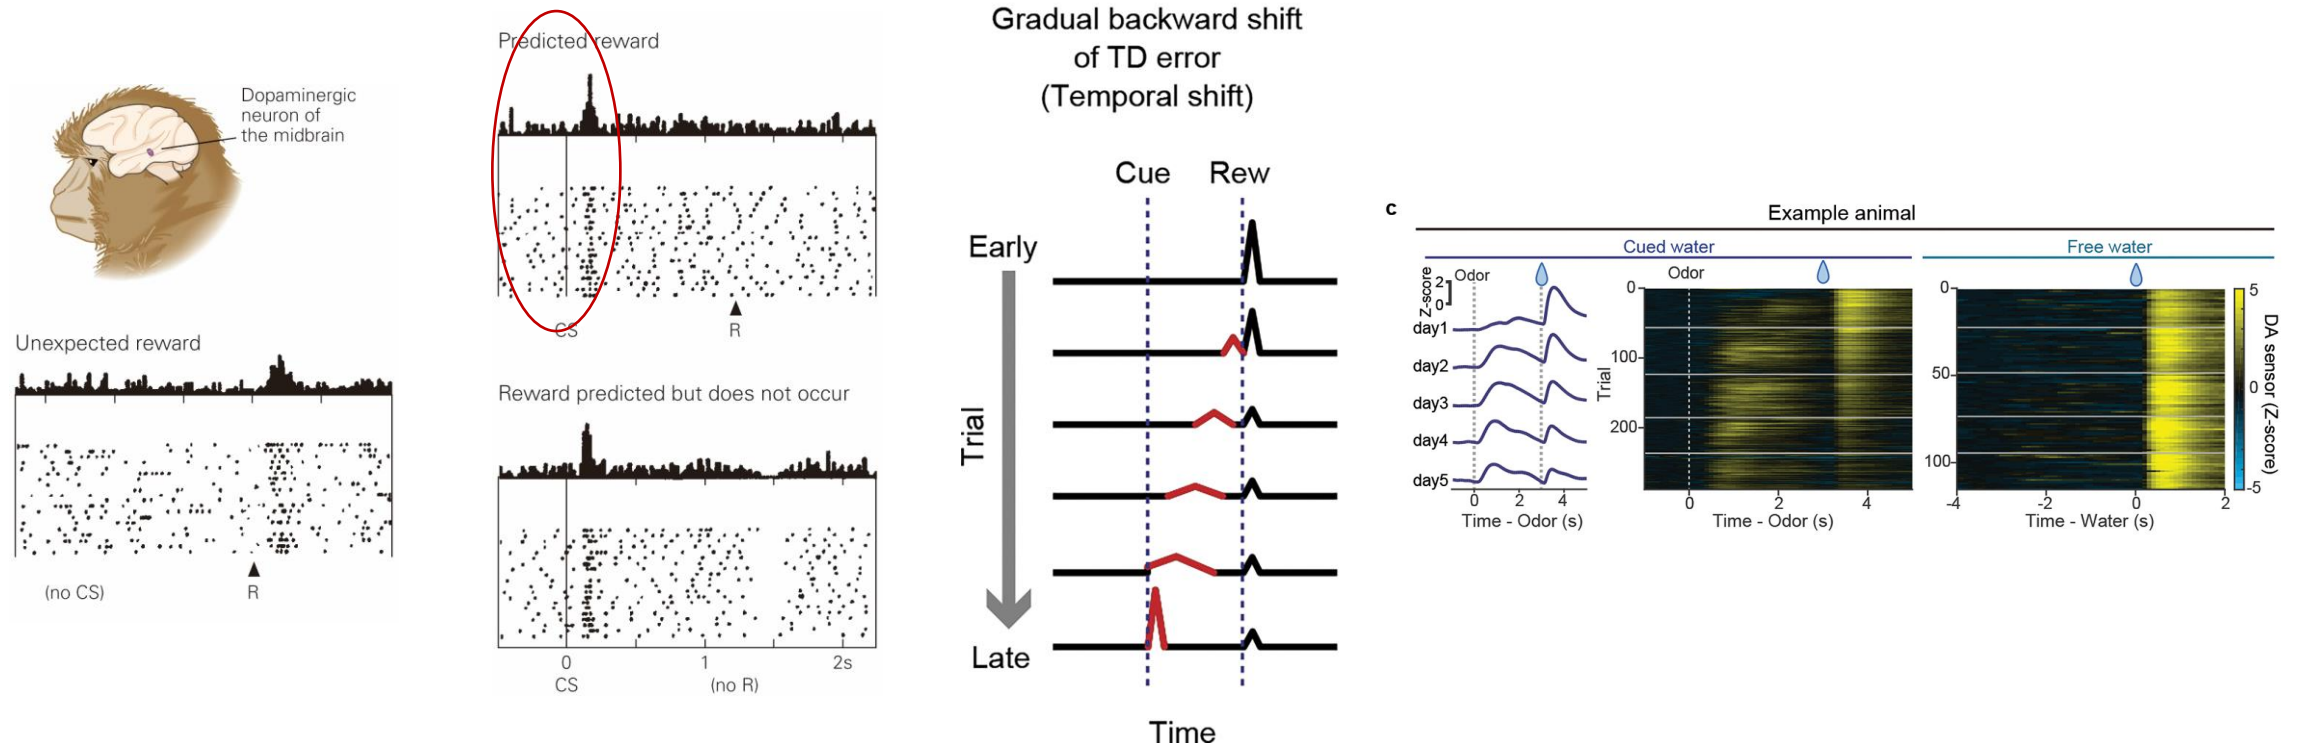 Dopaminergic
neuron of
the midbrain
Unexpected reward
(no CS)
R
Predicted reward
CS
R
Reward predicted but does not occur
0
1
2s
CS
(no R)
Gradual backward shift
of TD error
(Temporal shift)
Cue
Rew
Early
Trial
Late
Time
c
Example animal
Cued water
Free water
Z-score
2
0
Odor
day1
day2
day3
day4
day5
0
2
4
Time - Odor (s)
Odor
Trial
0
100
200
0
2
4
Time - Odor (s)
0
50
100
-4
-2
0
2
Time - Water (s)
5
0
-5
DA sensor (Z-score)